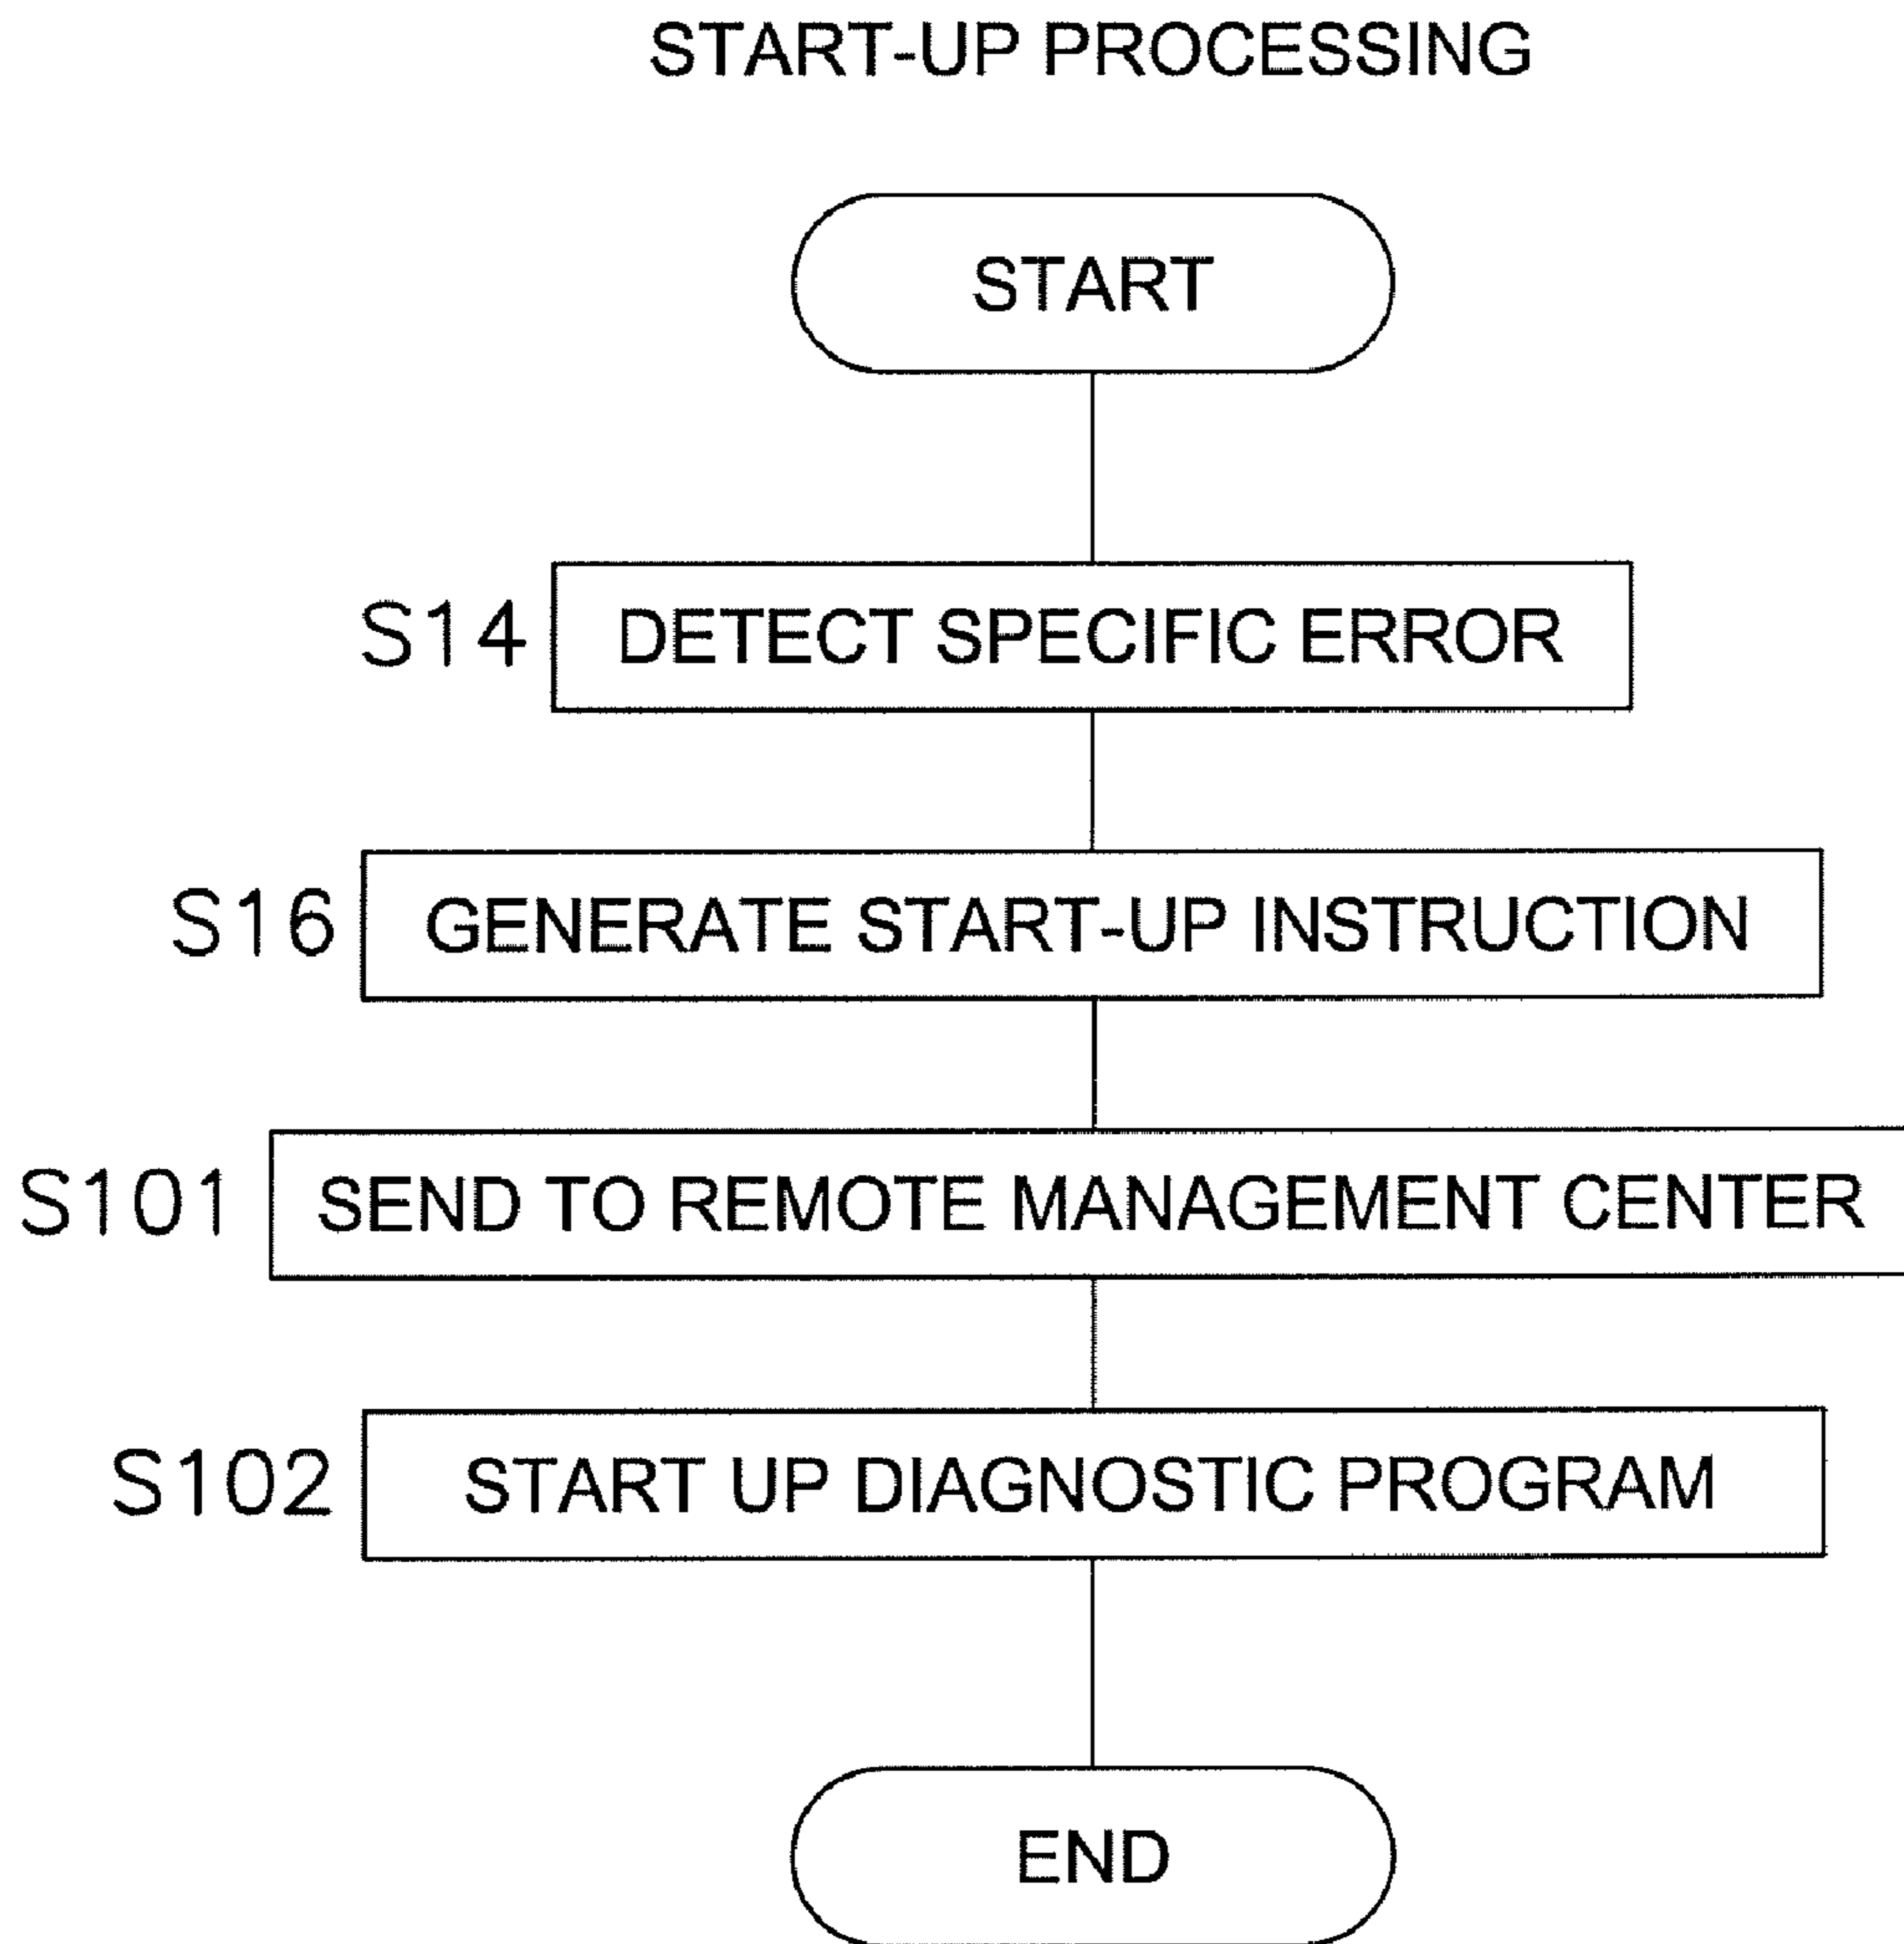 START-UP PROCESSING
START
S14 DETECT SPECIFIC ERROR
S16 GENERATE START-UP INSTRUCTION
S101 SEND TO REMOTE MANAGEMENT CENTER
S102 START UP DIAGNOSTIC PROGRAM
END